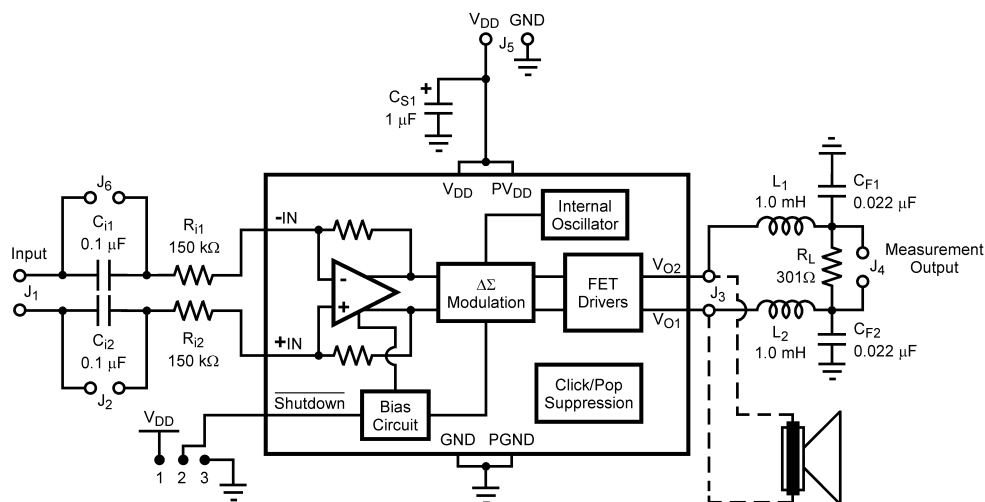 V_DD GND
J_5
+
C_S1
1 µF
V_DD PV_DD
J_6
C_i1
0.1 µF
R_i1
150 kΩ
Input
J_1
C_i2
0.1 µF
R_i2
150 kΩ
J_2
-IN
+IN
-
+
ΔΣ
Modulation
Internal
Oscillator
FET
Drivers
V_O2
V_O1
Click/Pop
Suppression
Shutdown
Bias
Circuit
GND PGND
V_DD
1 2 3
J_3
L_1
1.0 mH
C_F1
0.022 µF
R_L
301Ω
J_4
Measurement
Output
L_2
1.0 mH
C_F2
0.022 µF